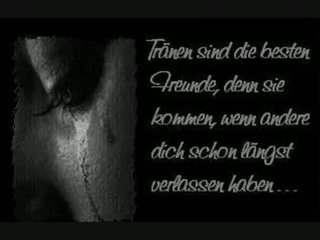 Tränen sind die besten
Freunde, denn sie
kommen, wenn andere
dich schon längst
verlassen haben . . .